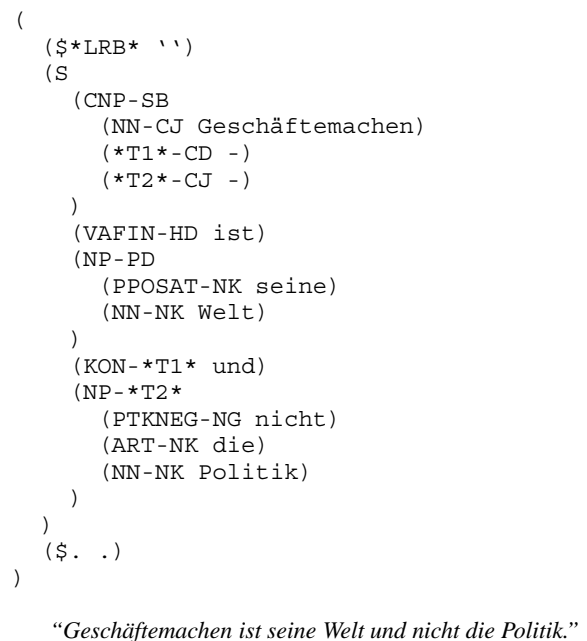 (
($*LRB* ‘‘)
(S
(CNP-SB
(NN-CJ Geschäftemachen)
(*T1*-CD -)
(*T2*-CJ -)
)
(VAFIN-HD ist)
(NP-PD
(PPOSAT-NK seine)
(NN-NK Welt)
)
(KON-*T1* und)
(NP-*T2*
(PTKNEG-NG nicht)
(ART-NK die)
(NN-NK Politik)
)
)
($. .)
)
“Geschäftemachen ist seine Welt und nicht die Politik.”